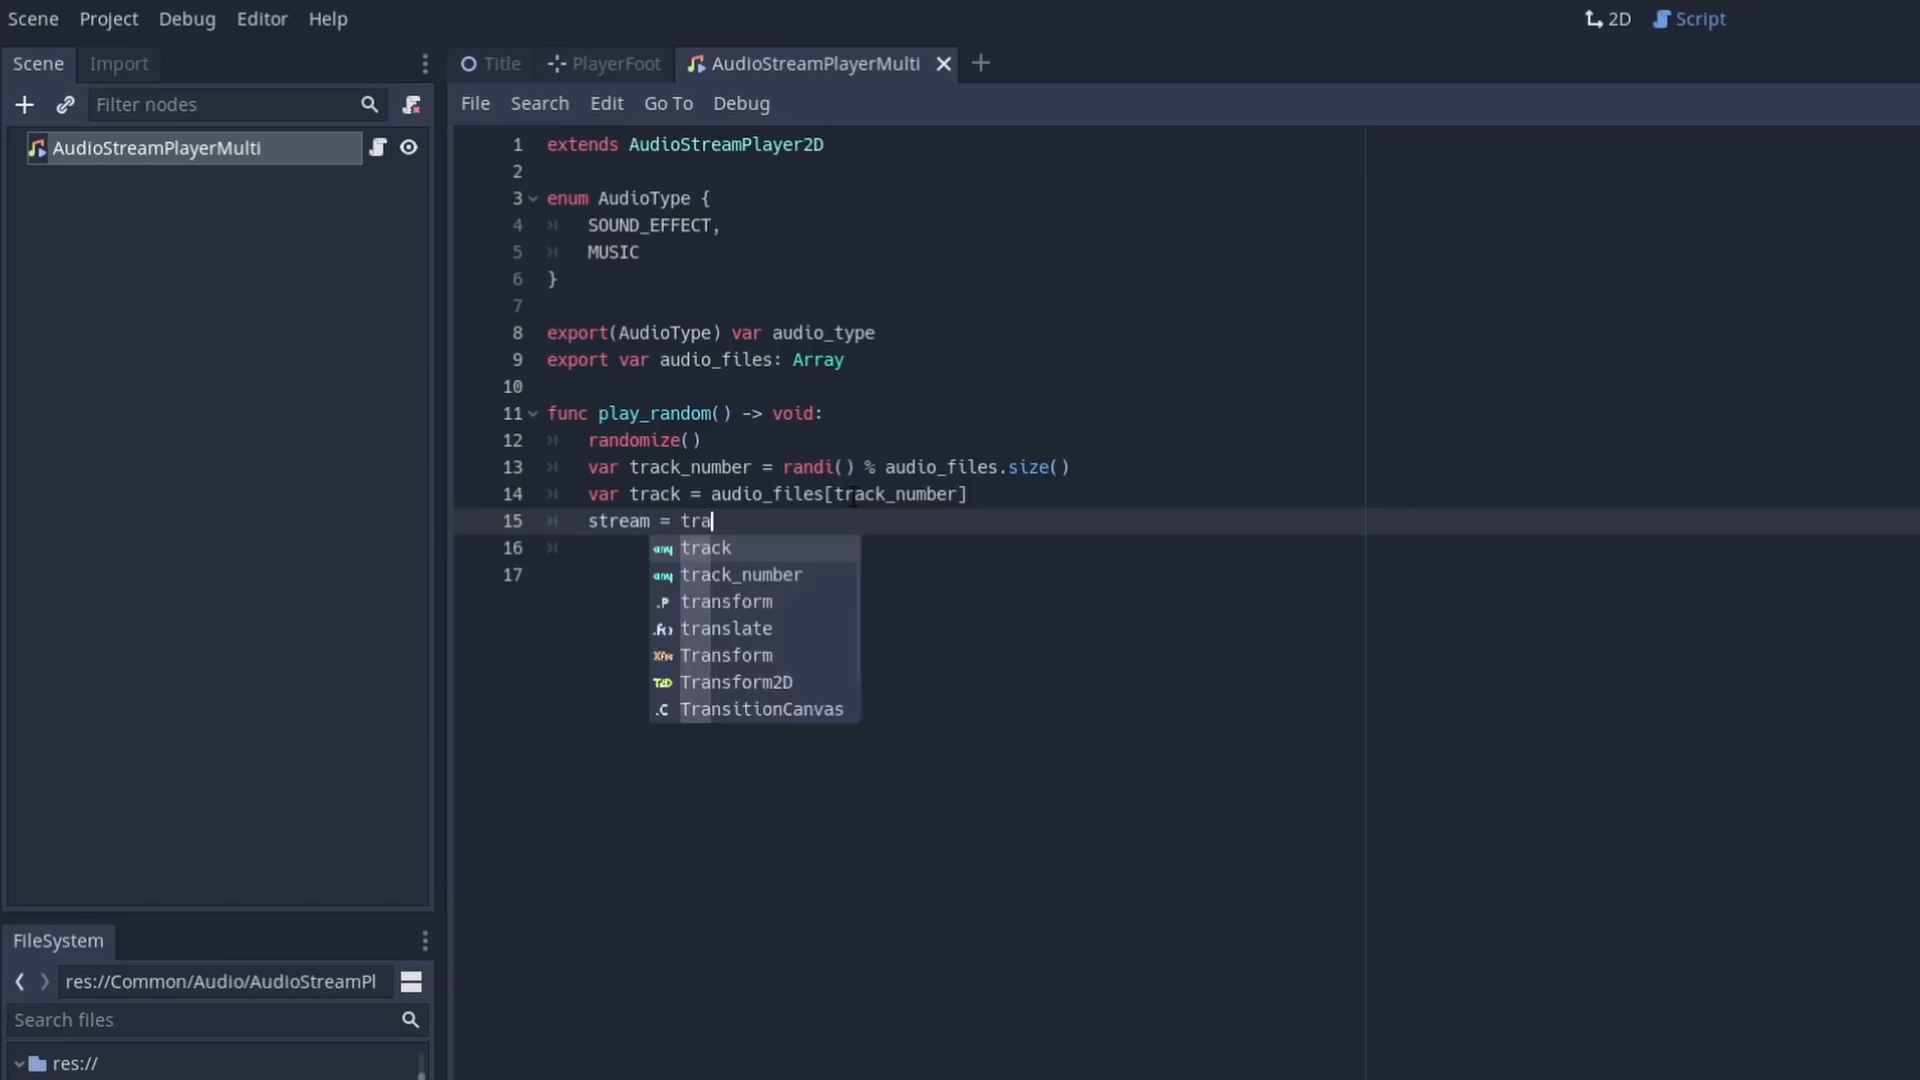 Scene Project Debug Editor Help 2D Script
Scene Import Title PlayerFoot AudioStreamPlayerMulti
Filter nodes File Search Edit Go To Debug
AudioStreamPlayerMulti
1 extends AudioStreamPlayer2D
2
3 enum AudioType {
4 SOUND_EFFECT,
5 MUSIC
6 }
7
8 export(AudioType) var audio_type
9 export var audio_files: Array
10
11 func play_random() -> void:
12 randomize()
13 var track_number = randi() % audio_files.size()
14 var track = audio_files[track_number]
15 stream = tra
16 any track
17 any track_number
.P transform
translate
Transform
Transform2D
.C TransitionCanvas
FileSystem
res://Common/Audio/AudioStreamPl
Search files
res://